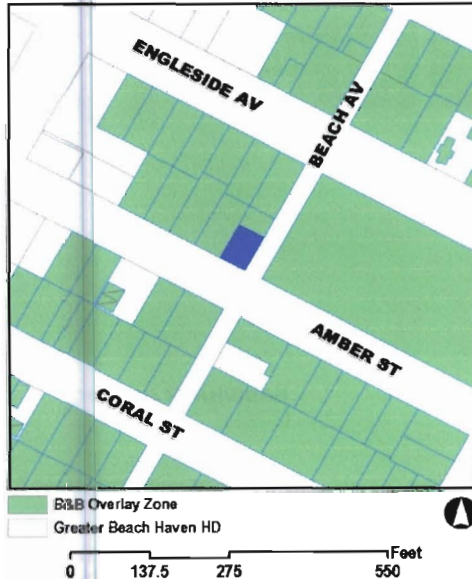 ENGLESIDE AV
BEACH AV
AMBER ST
CORAL ST
B&B Overlay Zone
Greater Beach Haven HD
Feet
0 137.5 275 550